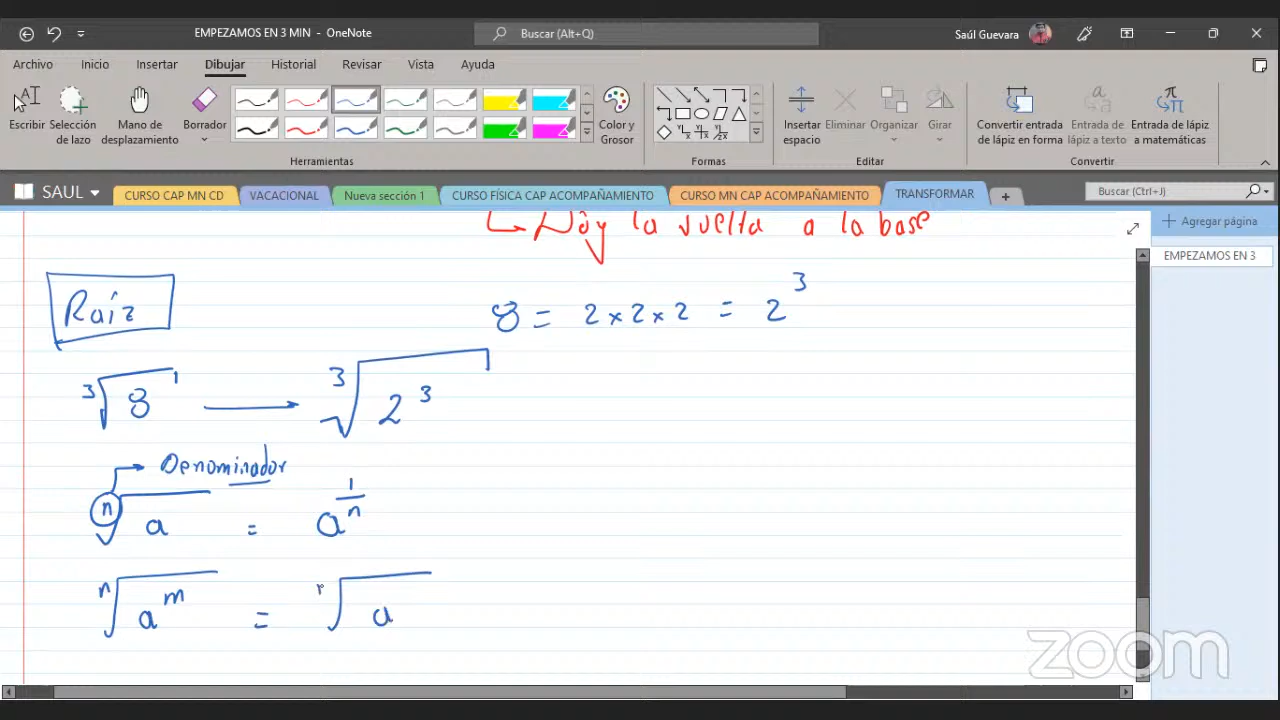 EMPEZAMOS EN 3 MIN - OneNote
Buscar (Alt+Q)
Saúl Guevara
Archivo Inicio Insertar Dibujar Historial Revisar Vista Ayuda
Escribir
Selección de lazo
Mano de desplazamiento
Borrador
Color y Grosor
Insertar espacio
Eliminar
Organizar
Girar
Convertir entrada de lápiz en forma
Entrada de lápiz a texto
Entrada de lápiz a matemáticas
Herramientas Formas Editar Convertir
SAUL CURSO CAP MN CD VACACIONAL Nueva sección 1 CURSO FÍSICA CAP ACOMPAÑAMIENTO CURSO MN CAP ACOMPAÑAMIENTO TRANSFORMAR Buscar (Ctrl+J)
Agregar página
EMPEZAMOS EN 3
↳ Doy la vuelta a la base
Raíz
8 = 2 × 2 × 2 = 2³
³√8 → ³√2³
→ Denominador
ⁿ√a = a^(1/n)
ⁿ√a^m = √a
zoom